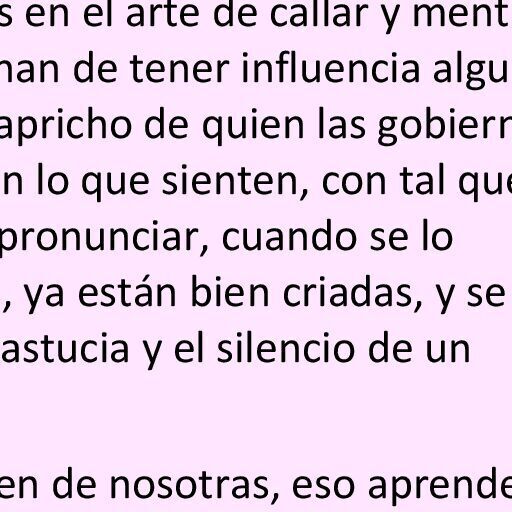 s en el arte de callar y ment
han de tener influencia algu
apricho de quien las gobiern
n lo que sienten, con tal que
pronunciar, cuando se lo
, ya están bien criadas, y se
astucia y el silencio de un
en de nosotras, eso aprende